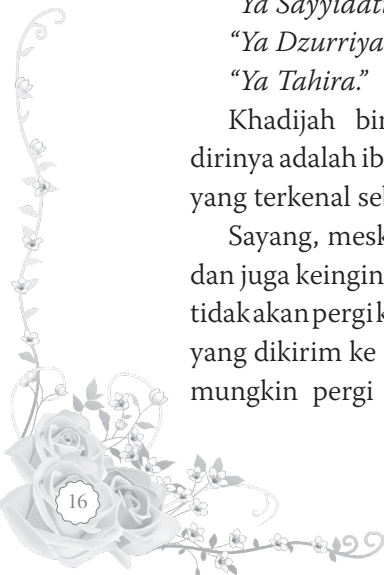 "Ya Sayyidati
"Ya Dzurriya
"Ya Tahira."
Khadijah bin
dirinya adalah ib
yang terkenal se
Sayang, mesk
dan juga keingin
tidak akan pergi k
yang dikirim ke
mungkin pergi
16